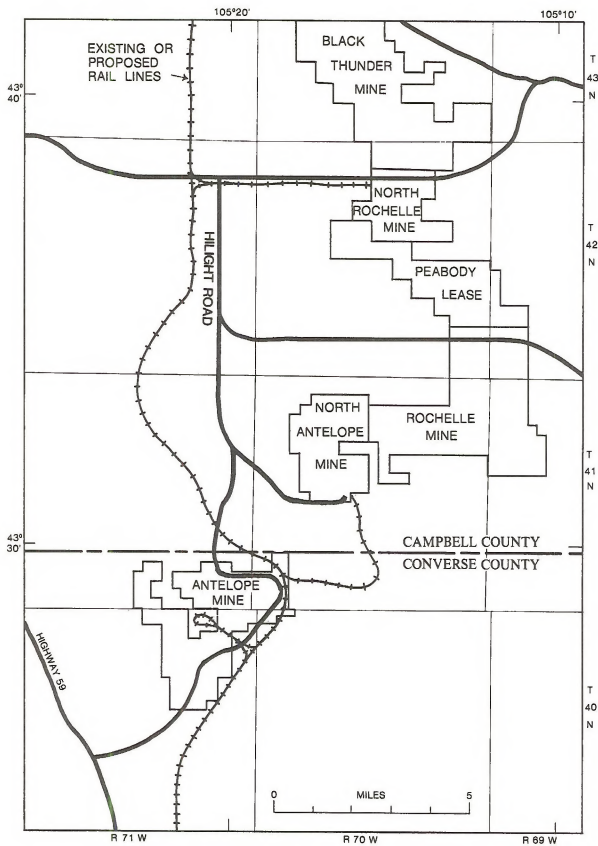 105°20'
105°10'
EXISTING OR
PROPOSED
RAIL LINES
BLACK
THUNDER
MINE
T
43
N
43°
40'
NORTH
ROCHELLE
MINE
HILIGHT ROAD
T
42
N
PEABODY
LEASE
NORTH
ANTELOPE
MINE
ROCHELLE
MINE
T
41
N
43°
30'
CAMPBELL COUNTY
CONVERSE COUNTY
ANTELOPE
MINE
HIGHWAY 59
T
40
N
0 MILES 5
R 71 W
R 70 W
R 69 W